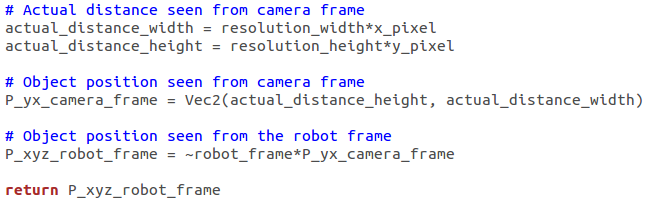 # Actual distance seen from camera frame
actual_distance_width = resolution_width*x_pixel
actual_distance_height = resolution_height*y_pixel
# Object position seen from camera frame
P_yx_camera_frame = Vec2(actual_distance_height, actual_distance_width)
# Object position seen from the robot frame
P_xyz_robot_frame = ~robot_frame*P_yx_camera_frame
return P_xyz_robot_frame